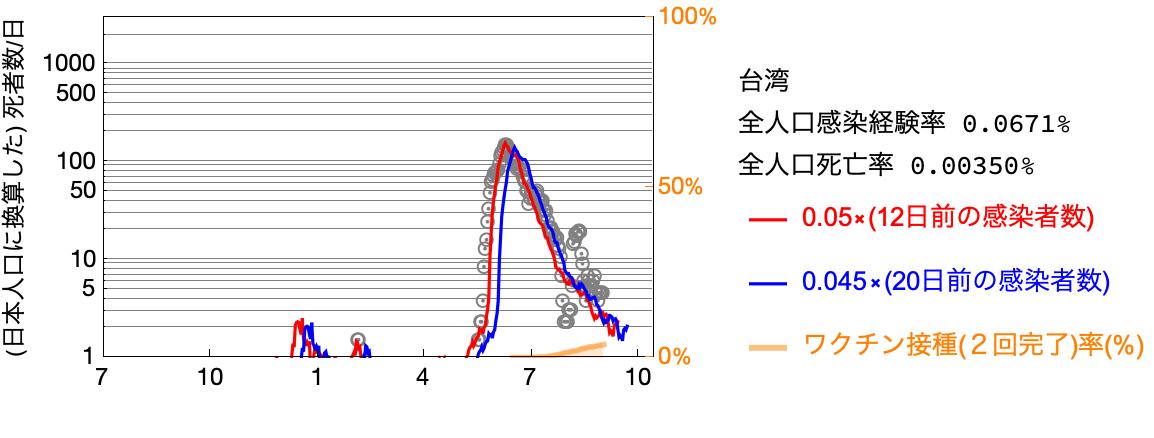 (日本人口に換算した) 死者数/日
1000
500
100
50
10
5
1
7 10 1 4 7 10
100%
50%
0%
台湾
全人口感染経験率 0.0671%
全人口死亡率 0.00350%
0.05×(12日前の感染者数)
0.045×(20日前の感染者数)
ワクチン接種(２回完了)率(%)